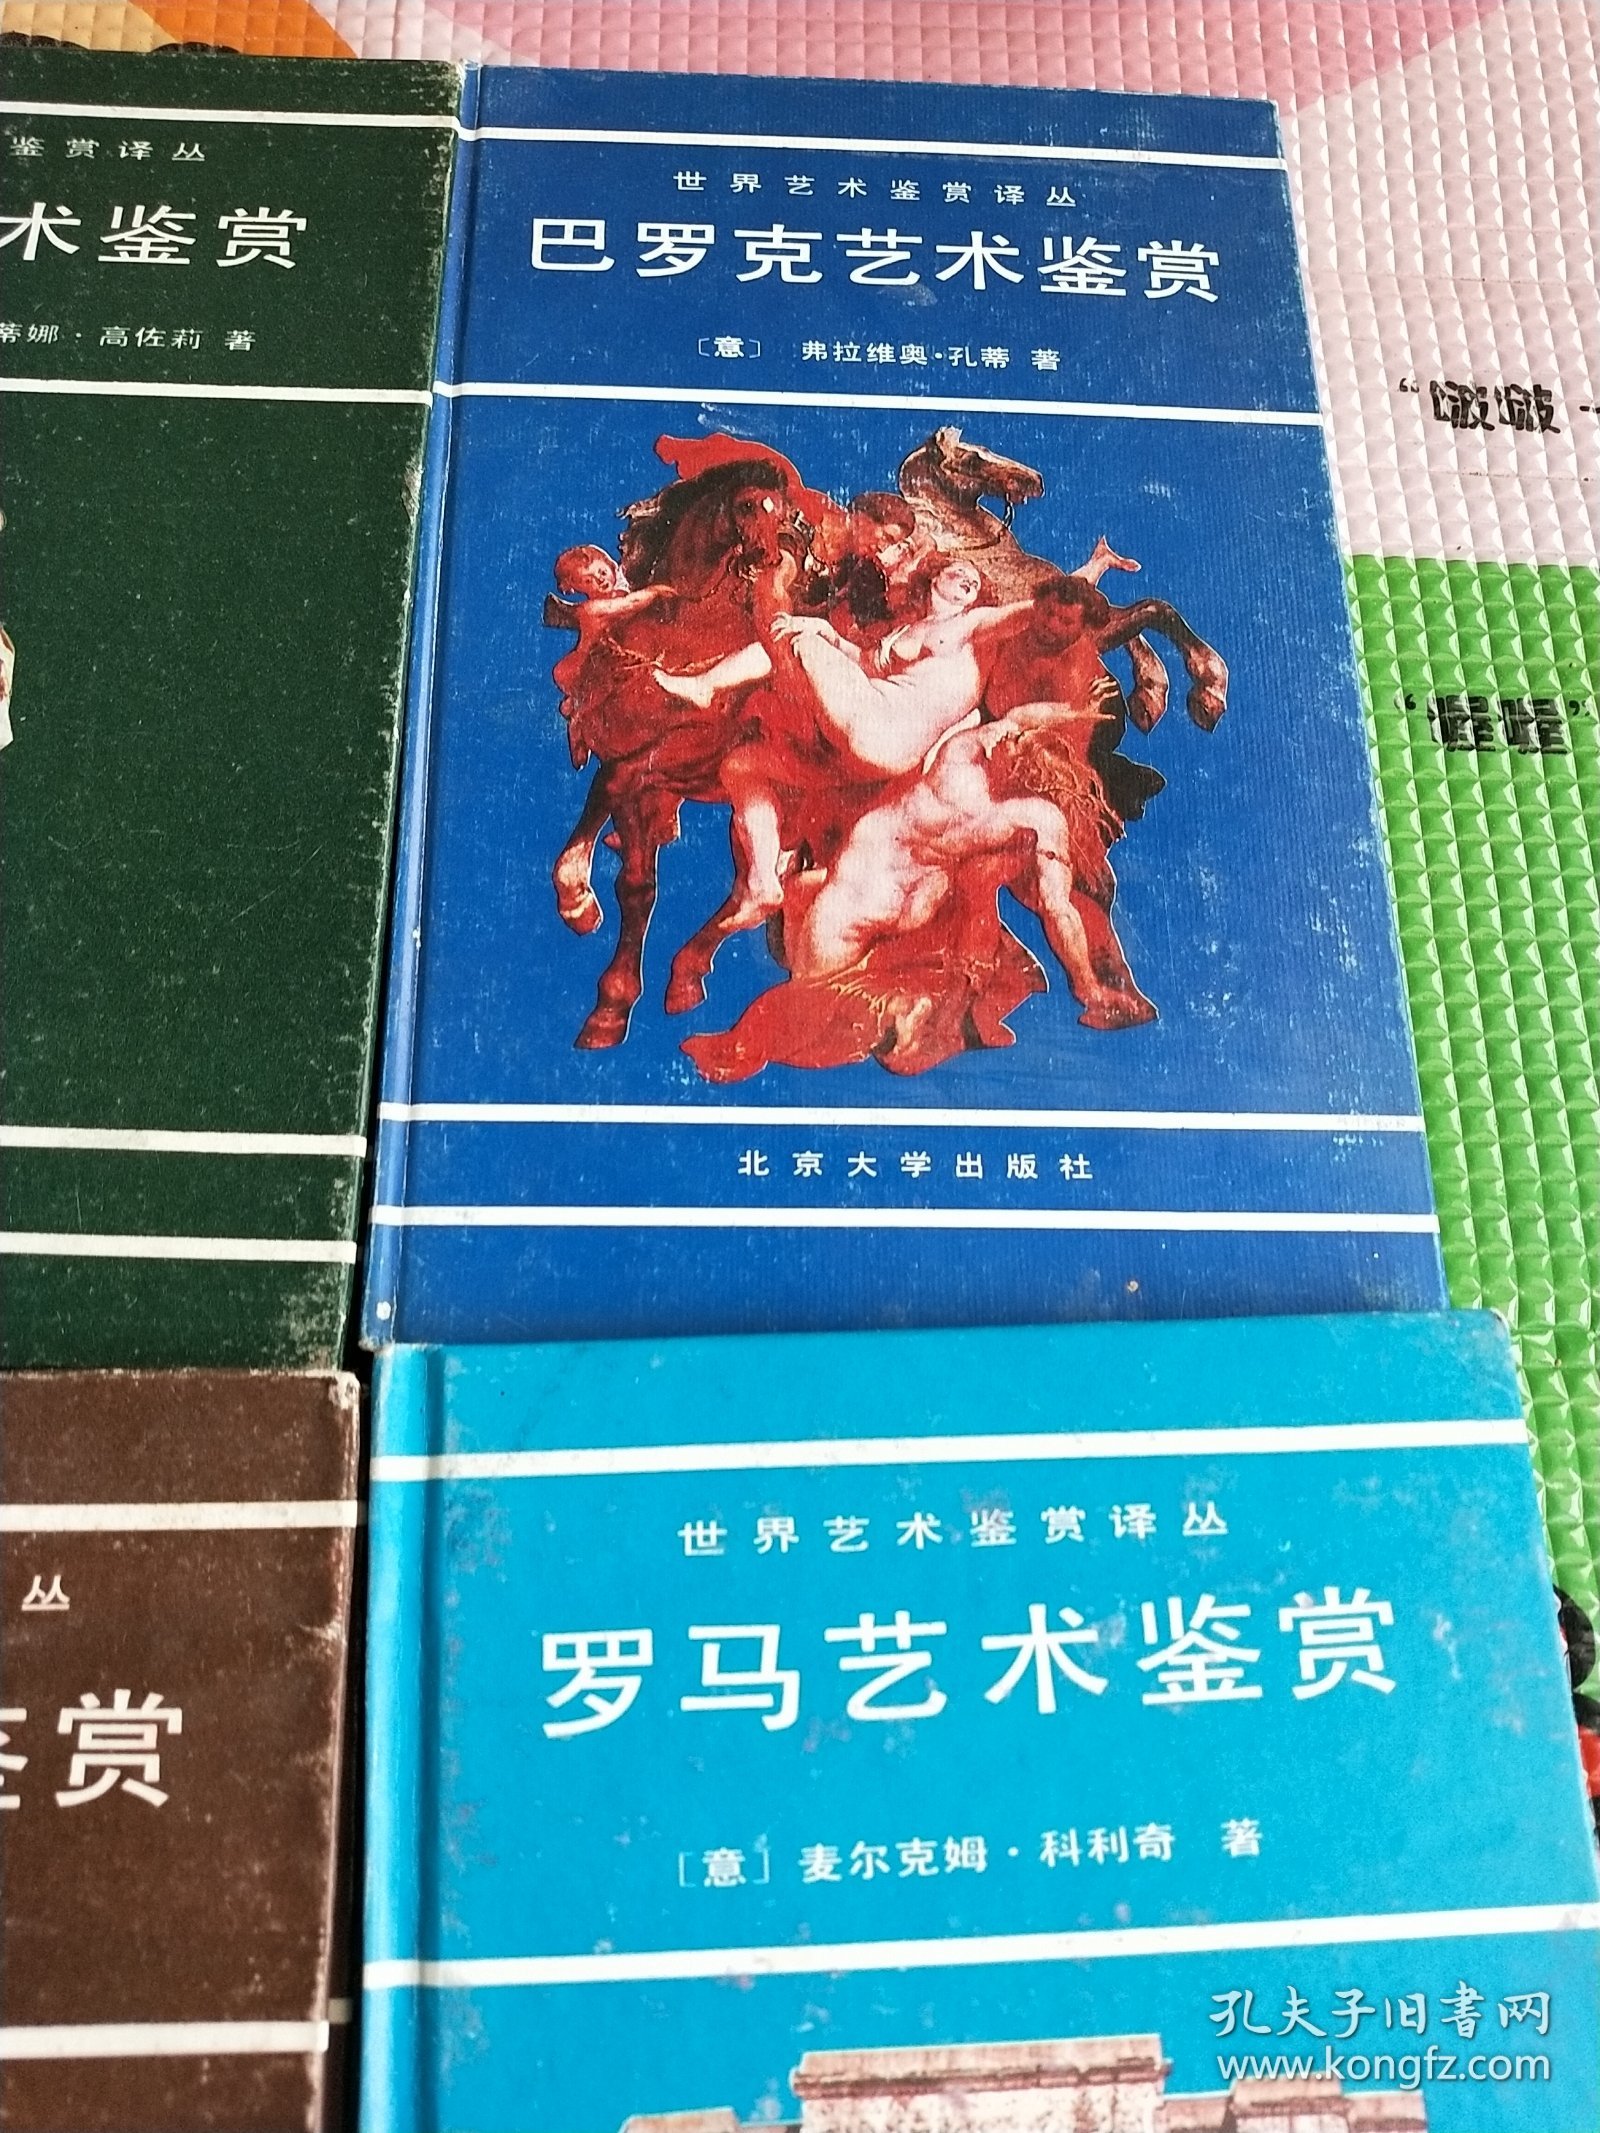 鉴赏译丛
术鉴赏
蒂娜·高佐莉 著
世界艺术鉴赏译丛
巴罗克艺术鉴赏
〔意〕 弗拉维奥·孔蒂 著
北京大学出版社
“啵啵
“喔喔”
丛
鉴赏
世界艺术鉴赏译丛
罗马艺术鉴赏
〔意〕麦尔克姆·科利奇 著
孔夫子旧书网
www.kongfz.com